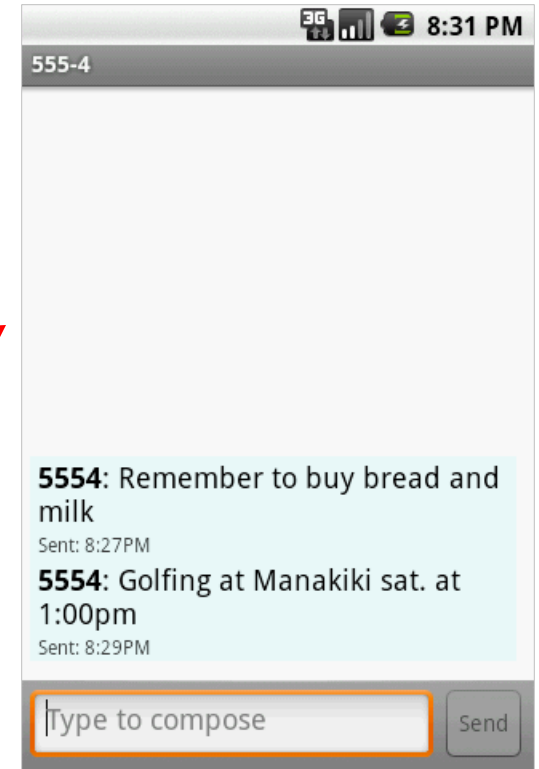 3G 8:31 PM
555-4
5554: Remember to buy bread and
milk
Sent: 8:27PM
5554: Golfing at Manakiki sat. at
1:00pm
Sent: 8:29PM
Type to compose
Send